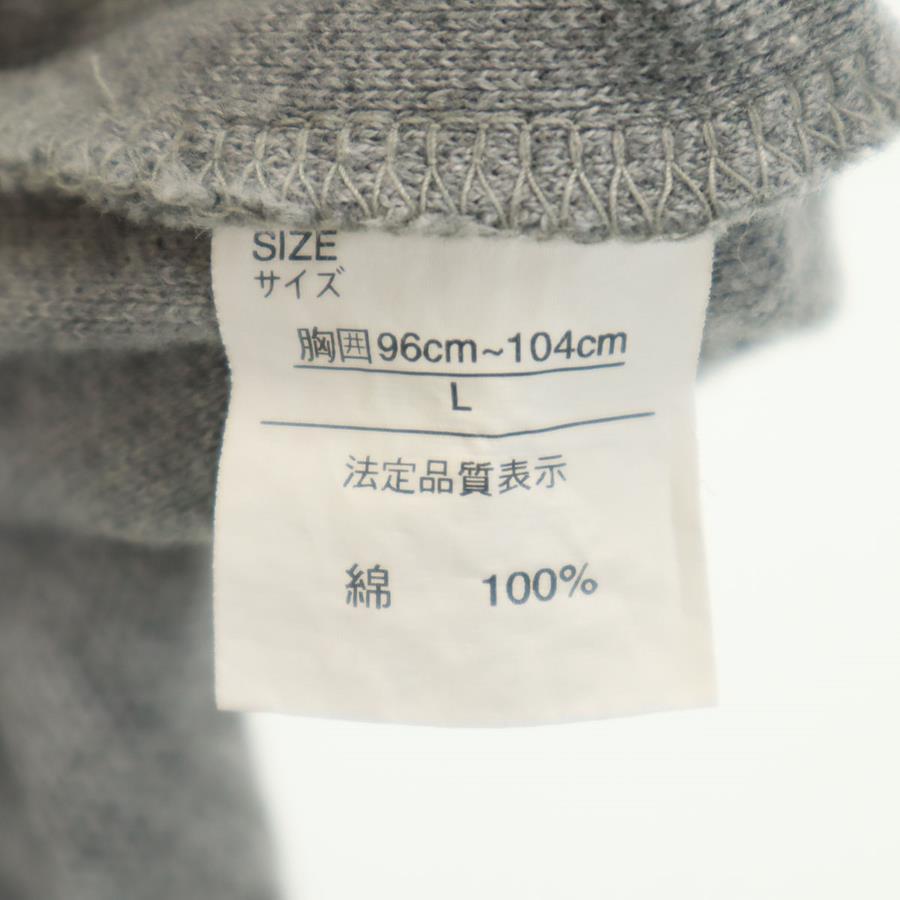 SIZE
サイズ
胸囲96cm~104cm
L
法定品質表示
綿 100%